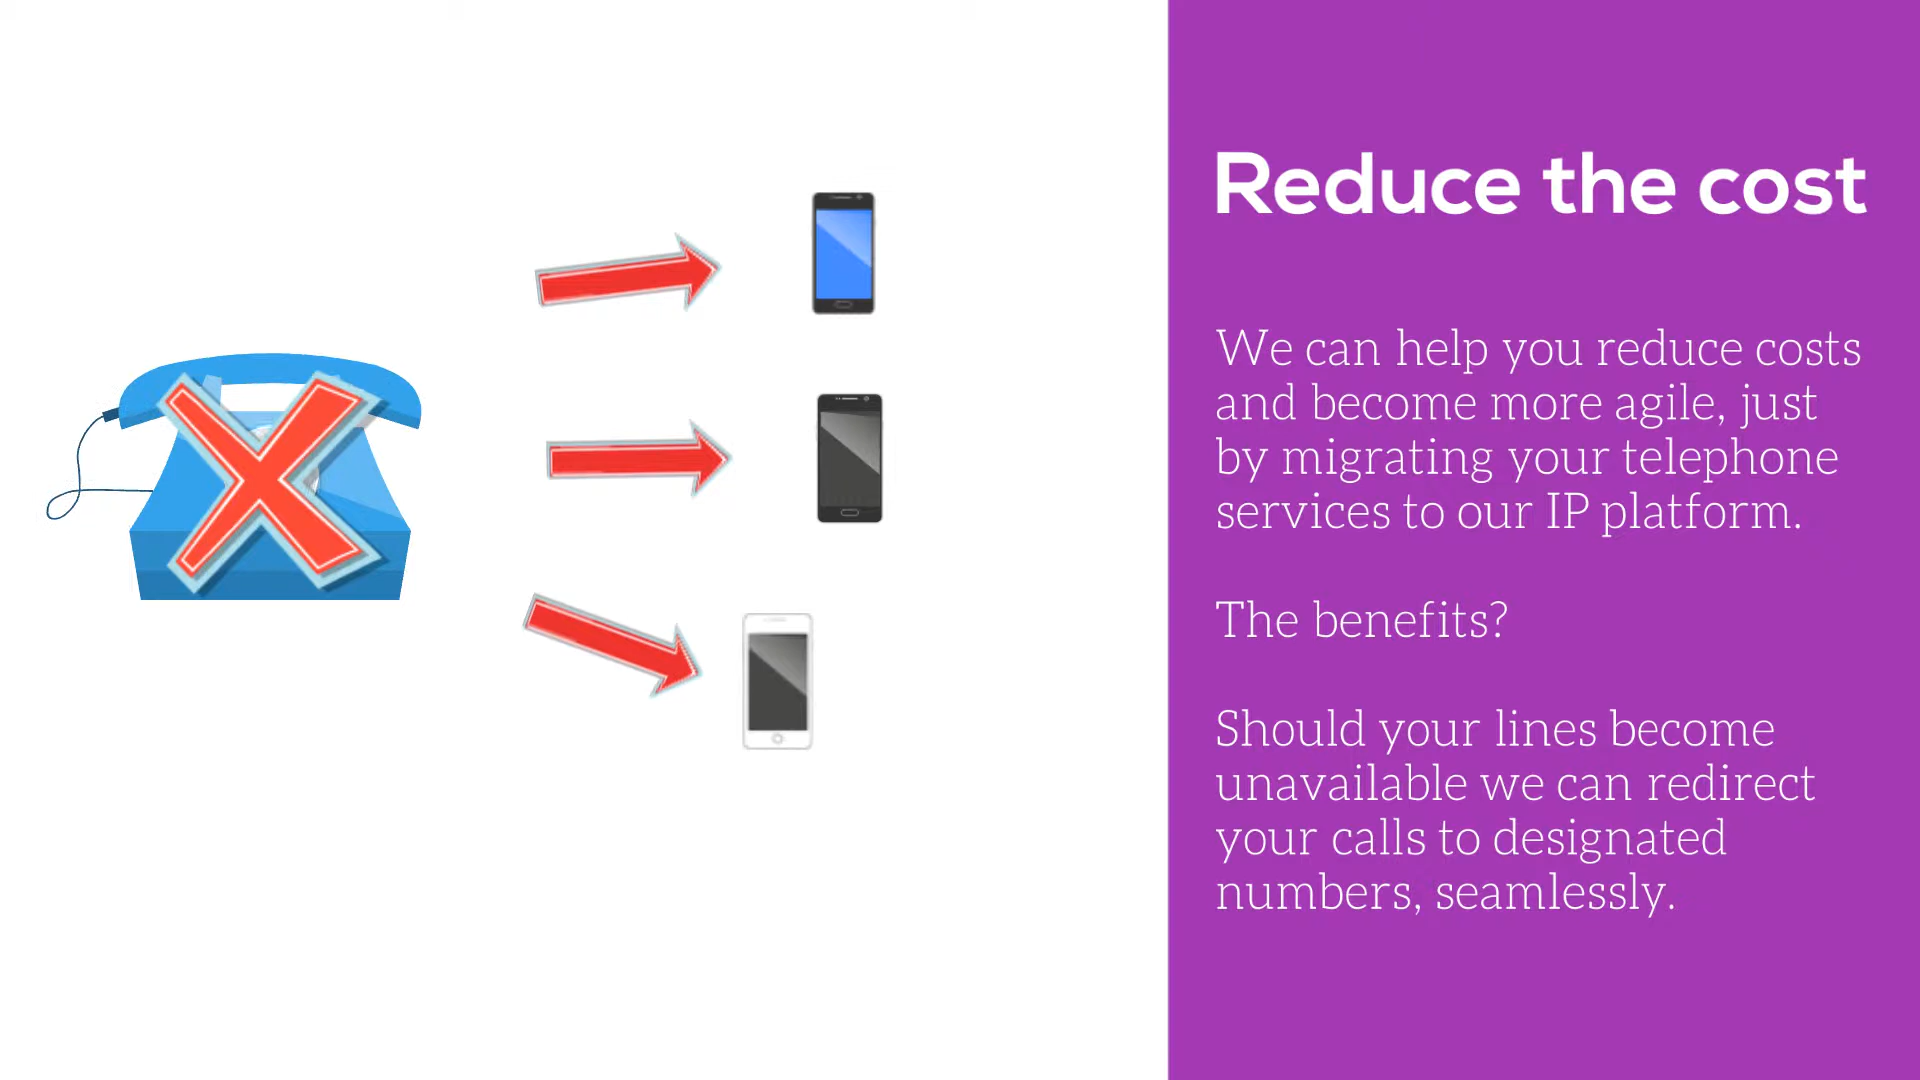 Reduce the cost
We can help you reduce costs
and become more agile, just
by migrating your telephone
services to our IP platform.
The benefits?
Should your lines become
unavailable we can redirect
your calls to designated
numbers, seamlessly.